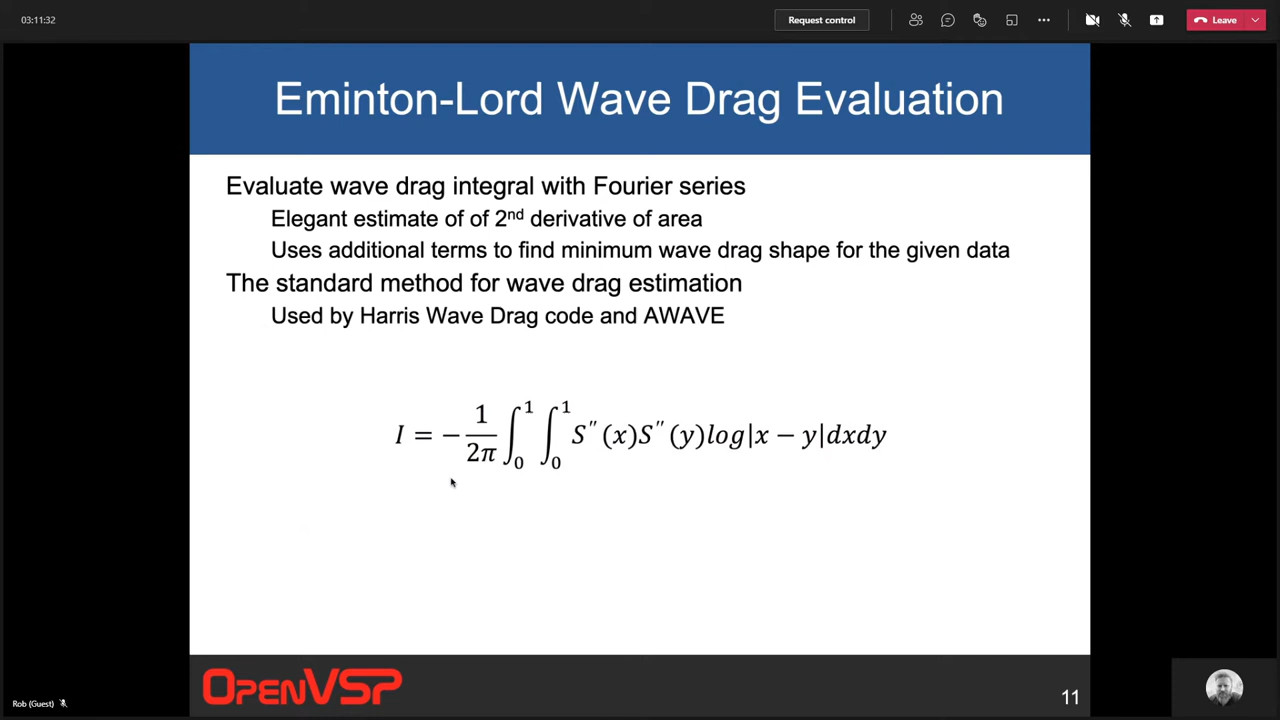 03:11:32
Request control
Leave
Eminton-Lord Wave Drag Evaluation
Evaluate wave drag integral with Fourier series
Elegant estimate of of 2nd derivative of area
Uses additional terms to find minimum wave drag shape for the given data
The standard method for wave drag estimation
Used by Harris Wave Drag code and AWAVE
I = −1/2π ∫₀¹ ∫₀¹ S″(x)S″(y)log|x − y|dxdy
OpenVSP
11
Rob (Guest)